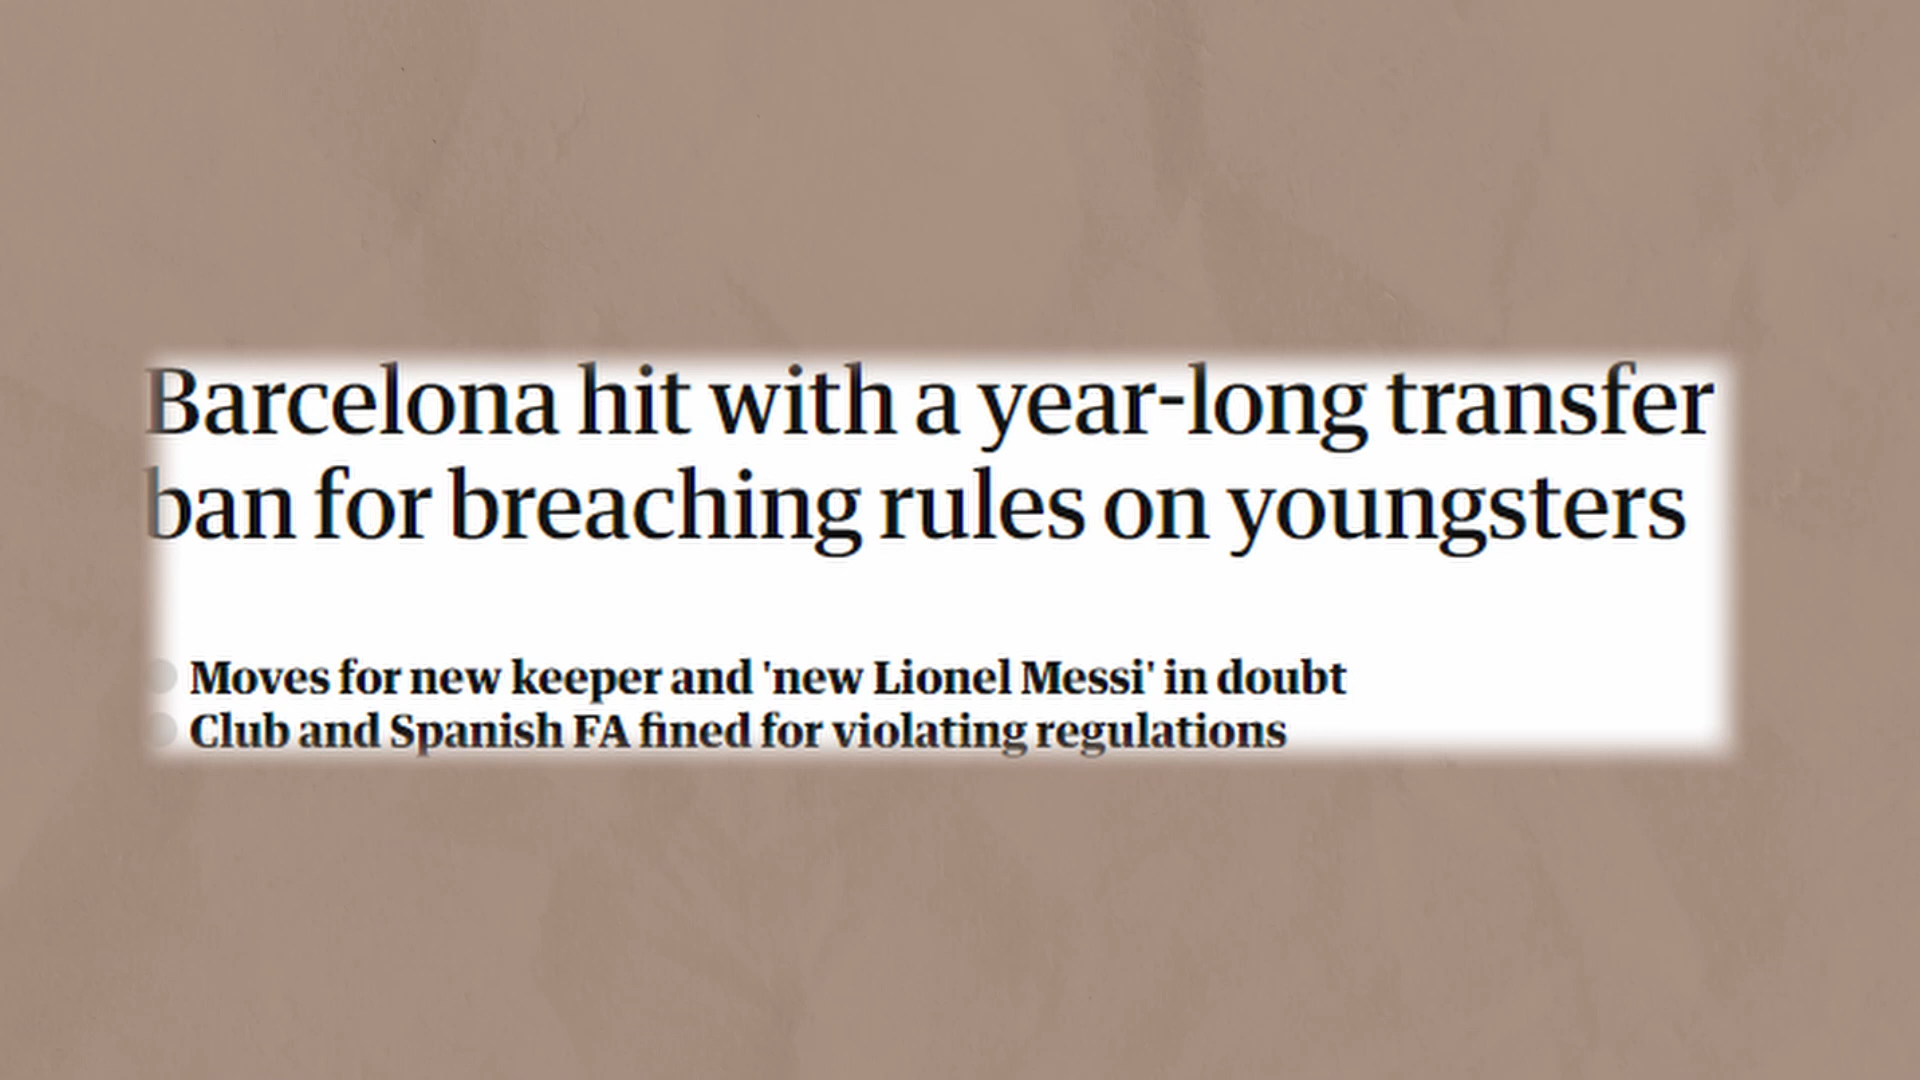 Barcelona hit with a year-long transfer
ban for breaching rules on youngsters
Moves for new keeper and 'new Lionel Messi' in doubt
Club and Spanish FA fined for violating regulations